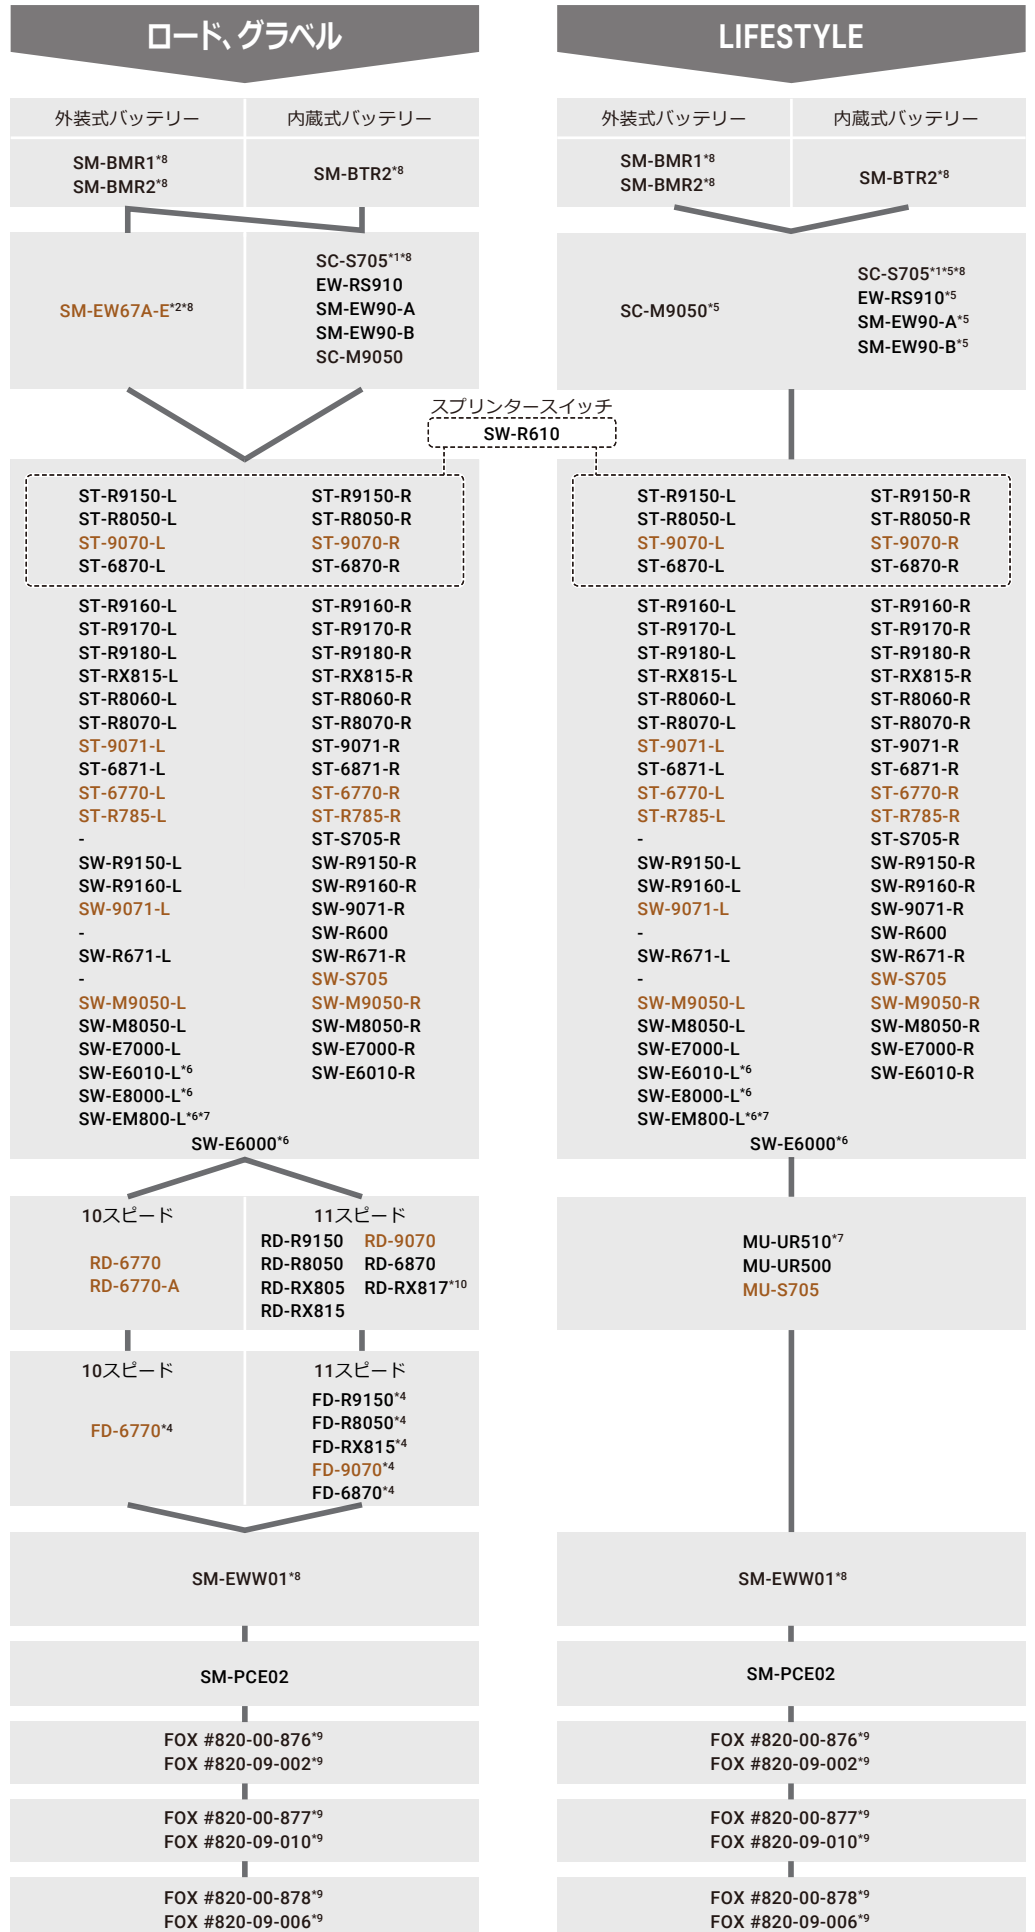 ロード、グラベル
外装式バッテリー
内蔵式バッテリー
SM-BMR1*8
SM-BMR2*8
SM-BTR2*8
SM-EW67A-E*2*8
SC-S705*1*8
EW-RS910
SM-EW90-A
SM-EW90-B
SC-M9050
スプリンタースイッチ
SW-R610
ST-R9150-L ST-R9150-R
ST-R8050-L ST-R8050-R
ST-9070-L ST-9070-R
ST-6870-L ST-6870-R
ST-R9160-L ST-R9160-R
ST-R9170-L ST-R9170-R
ST-R9180-L ST-R9180-R
ST-RX815-L ST-RX815-R
ST-R8060-L ST-R8060-R
ST-R8070-L ST-R8070-R
ST-9071-L ST-9071-R
ST-6871-L ST-6871-R
ST-6770-L ST-6770-R
ST-R785-L ST-R785-R
- ST-S705-R
SW-R9150-L SW-R9150-R
SW-R9160-L SW-R9160-R
SW-9071-L SW-9071-R
- SW-R600
SW-R671-L SW-R671-R
- SW-S705
SW-M9050-L SW-M9050-R
SW-M8050-L SW-M8050-R
SW-E7000-L SW-E7000-R
SW-E6010-L*6 SW-E6010-R
SW-E8000-L*6
SW-EM800-L*6*7
SW-E6000*6
10スピード
RD-6770
RD-6770-A
11スピード
RD-R9150 RD-9070
RD-R8050 RD-6870
RD-RX805 RD-RX817*10
RD-RX815
10スピード
FD-6770*4
11スピード
FD-R9150*4
FD-R8050*4
FD-RX815*4
FD-9070*4
FD-6870*4
SM-EWW01*8
SM-PCE02
FOX #820-00-876*9
FOX #820-09-002*9
FOX #820-00-877*9
FOX #820-09-010*9
FOX #820-00-878*9
FOX #820-09-006*9
LIFESTYLE
外装式バッテリー
内蔵式バッテリー
SM-BMR1*8
SM-BMR2*8
SM-BTR2*8
SC-M9050*5
SC-S705*1*5*8
EW-RS910*5
SM-EW90-A*5
SM-EW90-B*5
ST-R9150-L ST-R9150-R
ST-R8050-L ST-R8050-R
ST-9070-L ST-9070-R
ST-6870-L ST-6870-R
ST-R9160-L ST-R9160-R
ST-R9170-L ST-R9170-R
ST-R9180-L ST-R9180-R
ST-RX815-L ST-RX815-R
ST-R8060-L ST-R8060-R
ST-R8070-L ST-R8070-R
ST-9071-L ST-9071-R
ST-6871-L ST-6871-R
ST-6770-L ST-6770-R
ST-R785-L ST-R785-R
- ST-S705-R
SW-R9150-L SW-R9150-R
SW-R9160-L SW-R9160-R
SW-9071-L SW-9071-R
- SW-R600
SW-R671-L SW-R671-R
- SW-S705
SW-M9050-L SW-M9050-R
SW-M8050-L SW-M8050-R
SW-E7000-L SW-E7000-R
SW-E6010-L*6 SW-E6010-R
SW-E8000-L*6
SW-EM800-L*6*7
SW-E6000*6
MU-UR510*7
MU-UR500
MU-S705
SM-EWW01*8
SM-PCE02
FOX #820-00-876*9
FOX #820-09-002*9
FOX #820-00-877*9
FOX #820-09-010*9
FOX #820-00-878*9
FOX #820-09-006*9